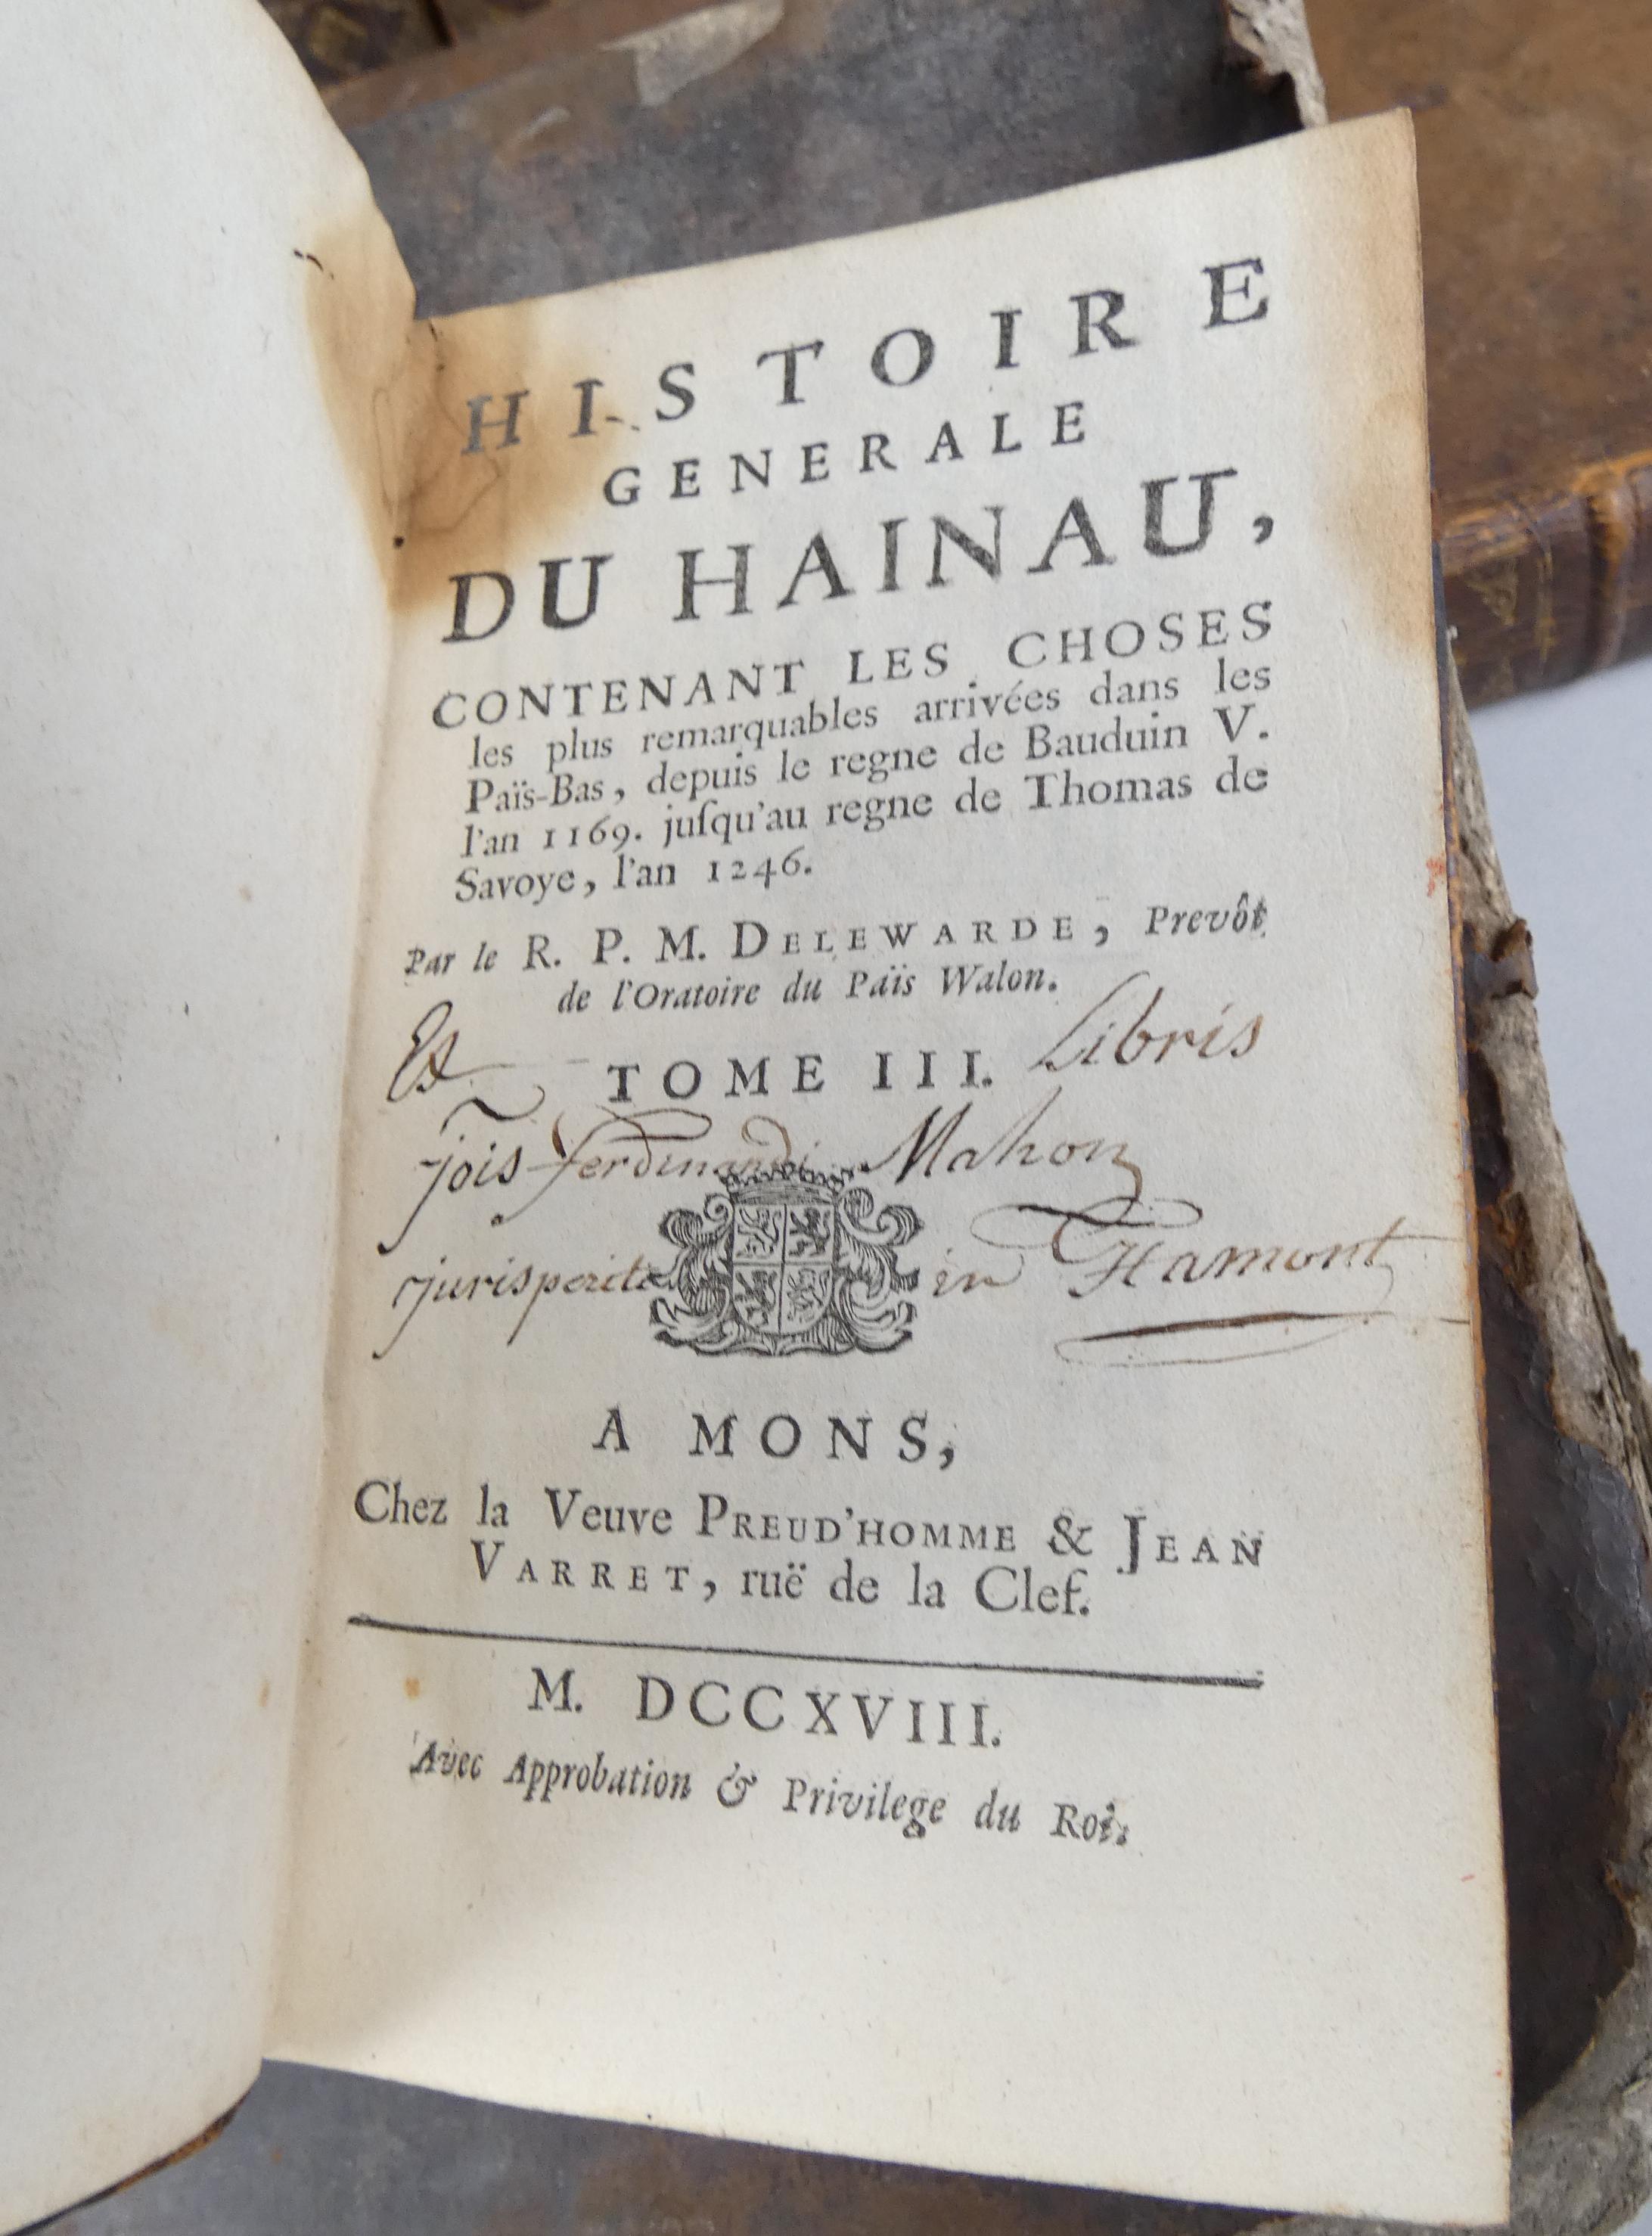 HISTOIRE
GENERALE
DU HAINAU,
CONTENANT LES CHOSES
les plus remarquables arrivées dans les
Païs-Bas, depuis le regne de Bauduin V.
l'an 1169. juſqu'au regne de Thomas de
Savoye, l'an 1246.
Par le R. P. M. DELEWARDE, Prevôt
de l'Oratoire du Païs Walon.
Ex Libris
TOME III.
jois ferdinandi Mahon
jurisperiti in Hamont
A MONS,
Chez la Veuve PREUD'HOMME & JEAN
VARRET, ruë de la Clef.
M. DCCXVIII.
Avec Approbation & Privilege du Roi.